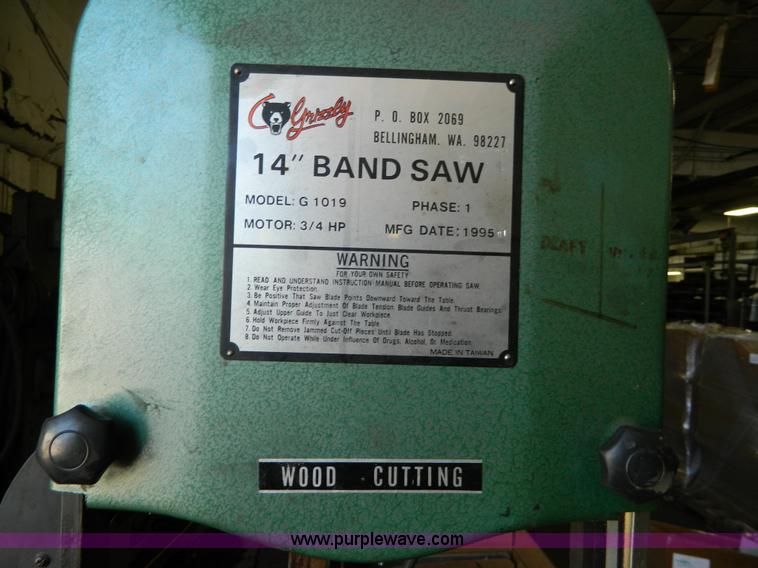 Grizzly
P. O. BOX 2069
BELLINGHAM. WA. 98227
14" BAND SAW
MODEL: G 1019 PHASE: 1
MOTOR: 3/4 HP MFG DATE: 1995
WARNING
FOR YOUR OWN SAFETY
1. READ AND UNDERSTAND INSTRUCTION MANUAL BEFORE OPERATING SAW.
2. Wear Eye Protection.
3. Be Positive That Saw Blade Points Downward Toward The Table.
4. Maintain Proper Adjustment Of Blade Tension Blade Guides And Thrust Bearings.
5. Adjust Upper Guide To Just Clear Workpiece.
6. Hold Workpiece Firmly Against The Table.
7. Do Not Remove Jammed Cut-Off Pieces Until Blade Has Stopped.
8. Do Not Operate While Under Influence Of Drugs, Alcohol, Or Medication.
MADE IN TAIWAN
DRAFT
WOOD CUTTING
www.purplewave.com